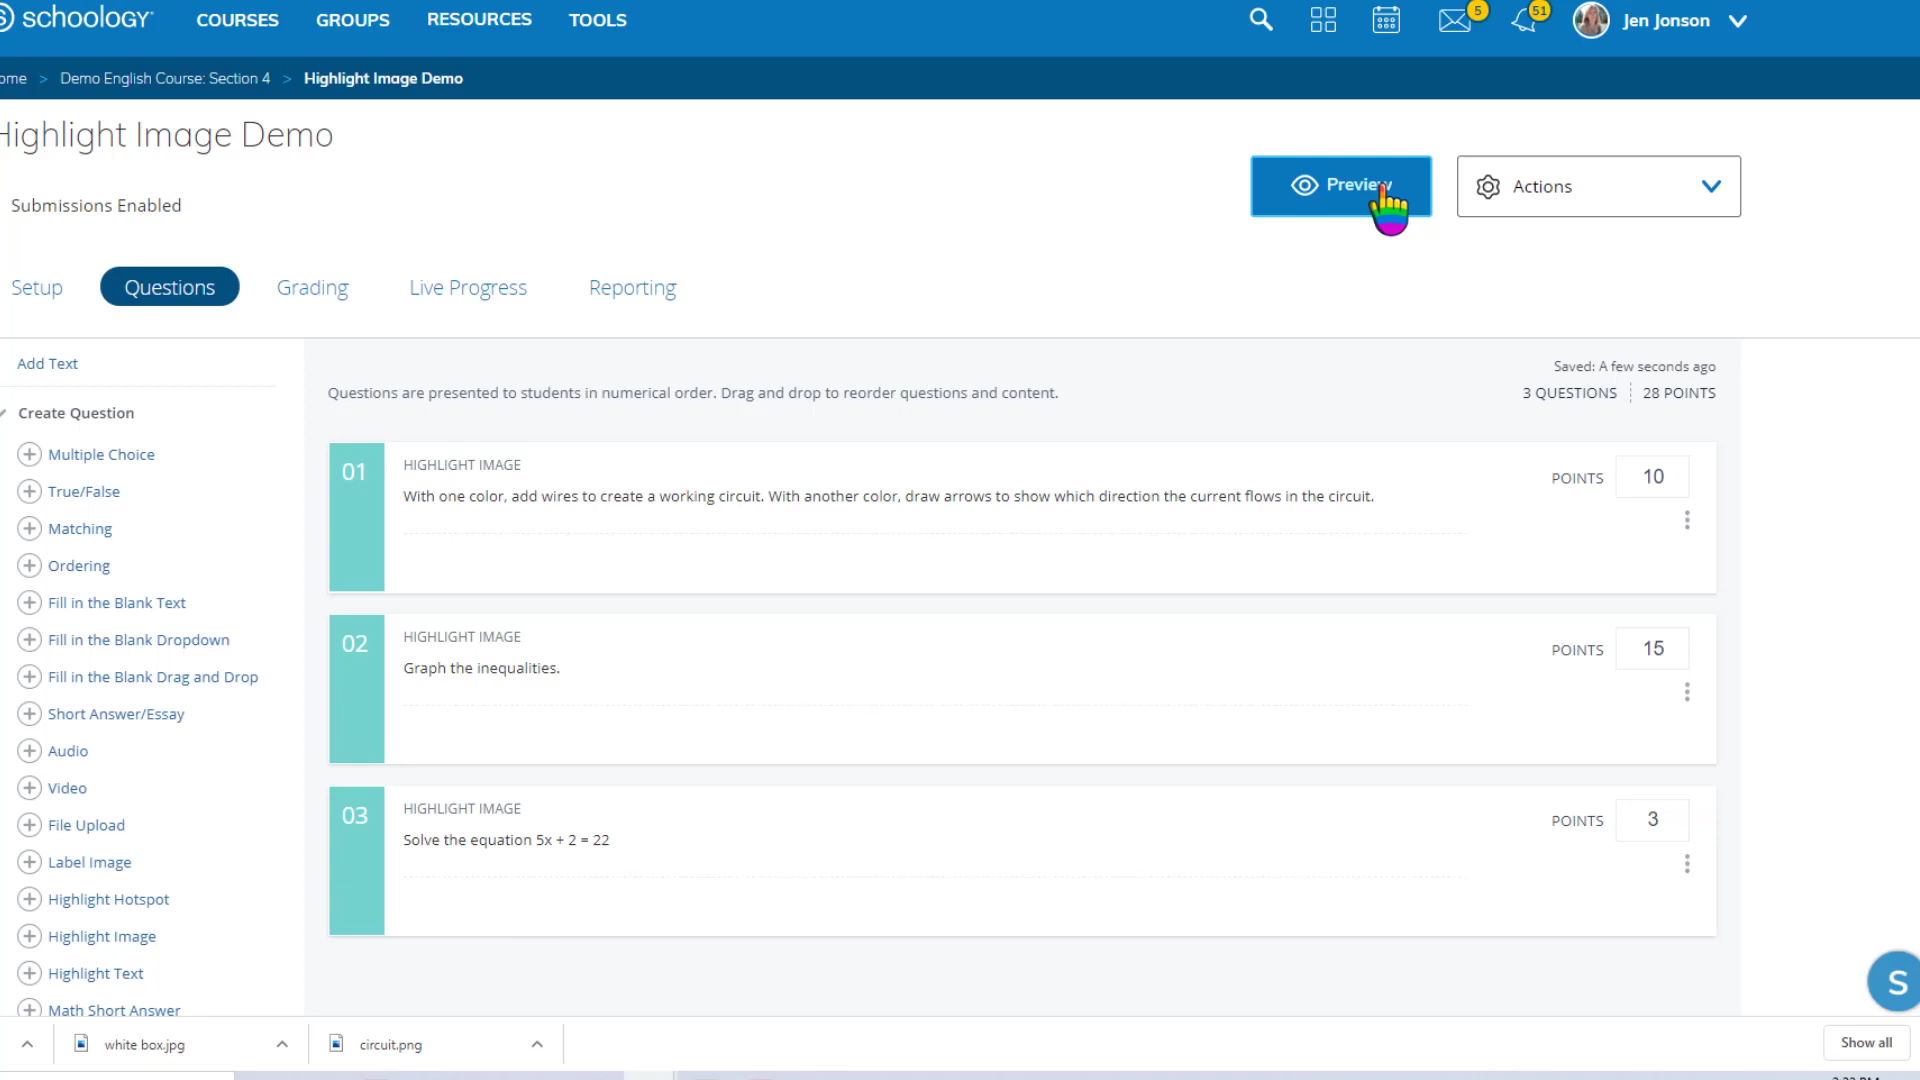 schoology
COURSES GROUPS RESOURCES TOOLS 5 51 Jen Jonson
ome > Demo English Course: Section 4 > Highlight Image Demo
Highlight Image Demo
Preview Actions
Submissions Enabled
Setup Questions Grading Live Progress Reporting
Add Text
Create Question
Multiple Choice
True/False
Matching
Ordering
Fill in the Blank Text
Fill in the Blank Dropdown
Fill in the Blank Drag and Drop
Short Answer/Essay
Audio
Video
File Upload
Label Image
Highlight Hotspot
Highlight Image
Highlight Text
Math Short Answer
Saved: A few seconds ago
Questions are presented to students in numerical order. Drag and drop to reorder questions and content.
3 QUESTIONS 28 POINTS
01 HIGHLIGHT IMAGE
With one color, add wires to create a working circuit. With another color, draw arrows to show which direction the current flows in the circuit.
POINTS 10
02 HIGHLIGHT IMAGE
Graph the inequalities.
POINTS 15
03 HIGHLIGHT IMAGE
Solve the equation 5x + 2 = 22
POINTS 3
S
white box.jpg circuit.png Show all